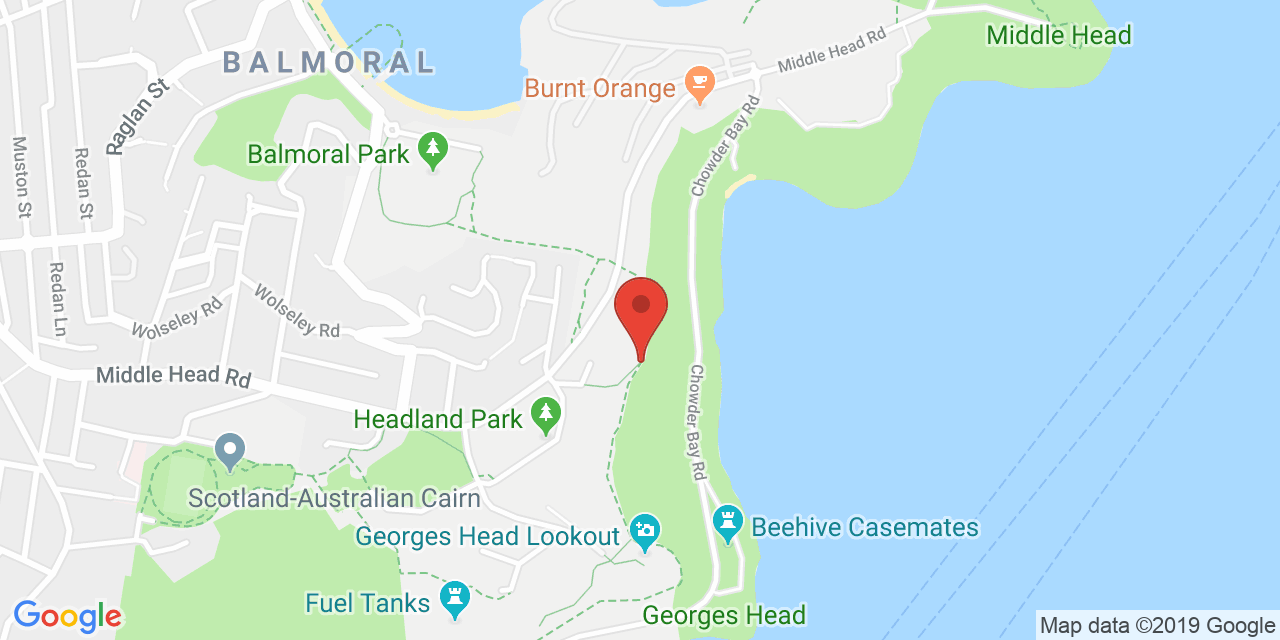 Middle Head
Middle Head Rd
BALMORAL
Burnt Orange
Raglan St
Chowder Bay Rd
Balmoral Park
Muston St
Redan St
Redan Ln
Wolseley Rd
Wolseley Rd
Middle Head Rd
Headland Park
Chowder Bay Rd
Scotland-Australian Cairn
Georges Head Lookout
Beehive Casemates
Fuel Tanks
Georges Head
Google
Map data ©2019 Google